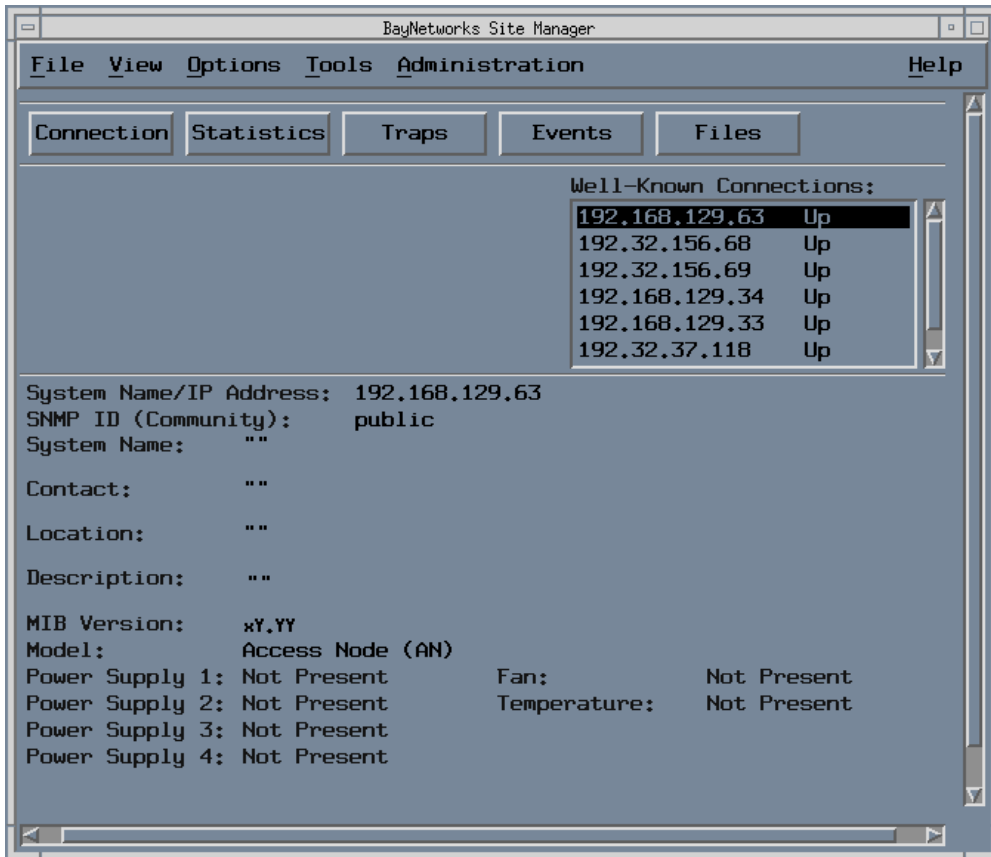 BayNetworks Site Manager
File View Options Tools Administration Help
Connection Statistics Traps Events Files
Well-Known Connections:
192.168.129.63 Up
192.32.156.68 Up
192.32.156.69 Up
192.168.129.34 Up
192.168.129.33 Up
192.32.37.118 Up
System Name/IP Address: 192.168.129.63
SNMP ID (Community): public
System Name: ""
Contact: ""
Location: ""
Description: ""
MIB Version: xY.YY
Model: Access Node (AN)
Power Supply 1: Not Present Fan: Not Present
Power Supply 2: Not Present Temperature: Not Present
Power Supply 3: Not Present
Power Supply 4: Not Present